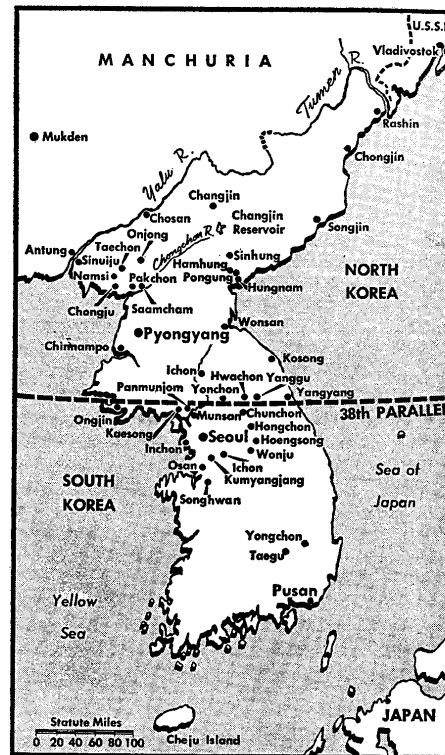 U.S.S.
Vladivostok
MANCHURIA
Tumen R.
Rashin
Mukden
Chongjin
Yalu R.
Changjin
Chosan
Chongchon R.
Changjin
Reservoir
Onjong
Songjin
Taechon
Antung
Sinuiju
Sinhung
Hamhung
Namsi
Pakchon
Pongung
Hungnam
NORTH
KOREA
Chongju
Saamcham
Pyongyang
Wonsan
Chinnampo
Kosong
Ichon
Hwachon
Yanggu
Panmunjom
Yonchon
Yangyang
38th PARALLEL
Ongjin
Kaesong
Munsan
Chunchon
Hongchon
Seoul
Hoengsong
Inchon
Wonju
Osan
Ichon
Kumyangjang
Sea of
Japan
SOUTH
KOREA
Songhwan
Yongchon
Taegu
Pusan
Yellow
Sea
JAPAN
Statute Miles
0 20 40 60 80 100
Cheju Island